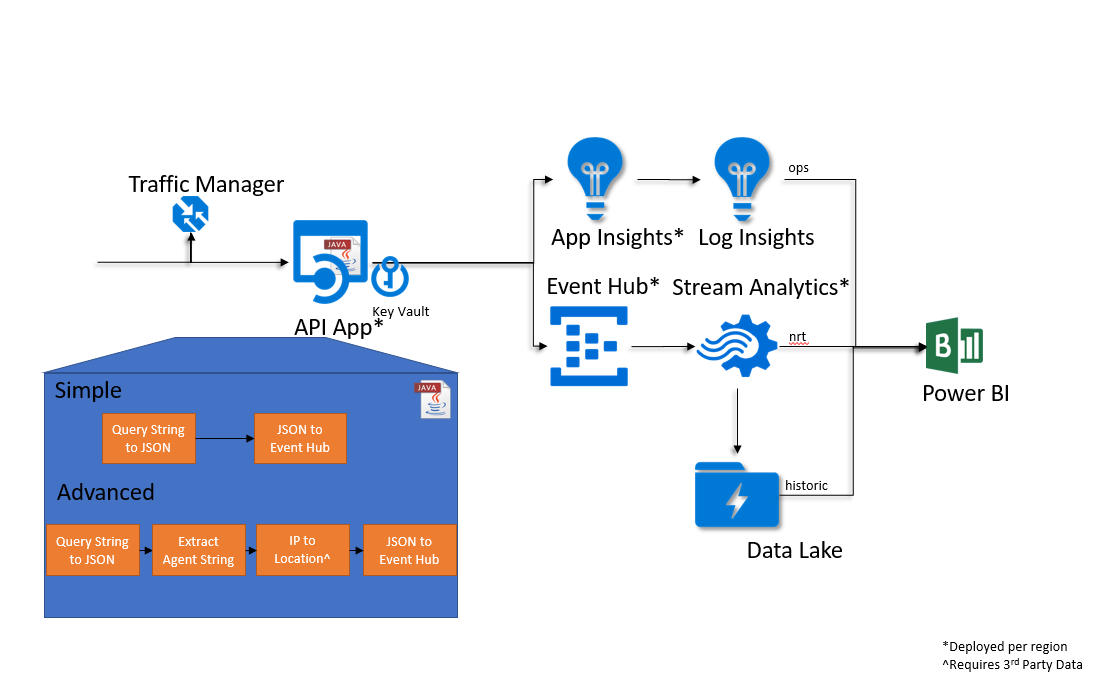 Traffic Manager
JAVA
Key Vault
API App*
App Insights*
Log Insights
ops
Event Hub*
Stream Analytics*
nrt
B
Power BI
historic
Data Lake
Simple
JAVA
Query String
to JSON
JSON to
Event Hub
Advanced
Query String
to JSON
Extract
Agent String
IP to
Location^
JSON to
Event Hub
*Deployed per region
^Requires 3rd Party Data